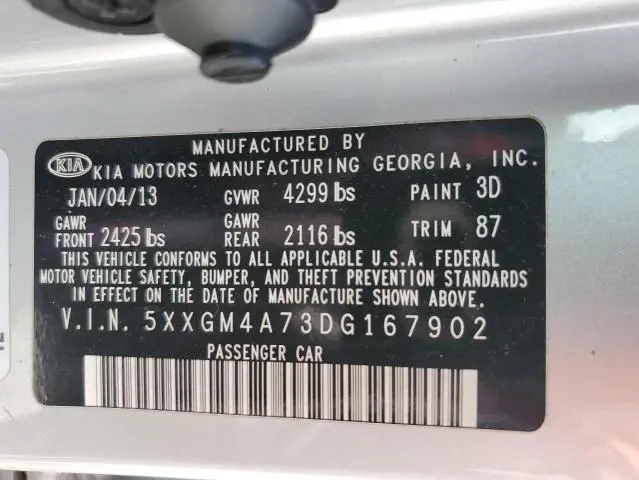 MANUFACTURED BY
KIA KIA MOTORS MANUFACTURING GEORGIA, INC.
JAN/04/13 GVWR 4299 lbs PAINT 3D
GAWR FRONT 2425 lbs GAWR REAR 2116 lbs TRIM 87
THIS VEHICLE CONFORMS TO ALL APPLICABLE U.S.A. FEDERAL
MOTOR VEHICLE SAFETY, BUMPER, AND THEFT PREVENTION STANDARDS
IN EFFECT ON THE DATE OF MANUFACTURE SHOWN ABOVE.
V.I.N. 5XXGM4A73DG167902
PASSENGER CAR